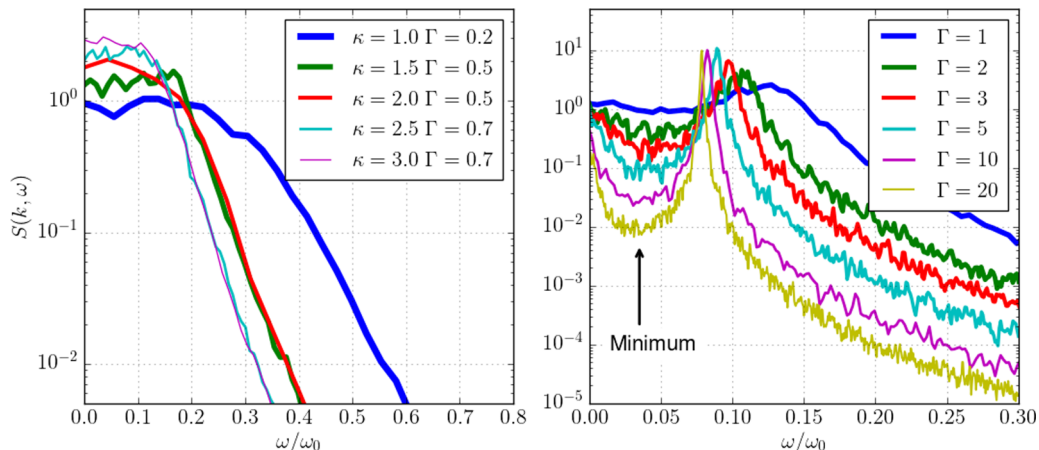 S(k, ω)
10^0
10^-1
10^-2
0.0 0.1 0.2 0.3 0.4 0.5 0.6 0.7 0.8
ω/ω_0
κ = 1.0 Γ = 0.2
κ = 1.5 Γ = 0.5
κ = 2.0 Γ = 0.5
κ = 2.5 Γ = 0.7
κ = 3.0 Γ = 0.7
10^1
10^0
10^-1
10^-2
10^-3
10^-4
10^-5
0.00 0.05 0.10 0.15 0.20 0.25 0.30
ω/ω_0
Γ = 1
Γ = 2
Γ = 3
Γ = 5
Γ = 10
Γ = 20
Minimum